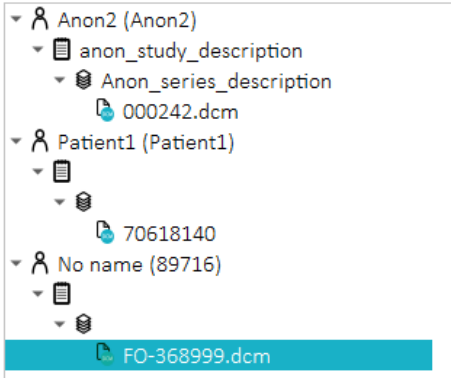 Anon2 (Anon2)
anon_study_description
Anon_series_description
000242.dcm
Patient1 (Patient1)
70618140
No name (89716)
FO-368999.dcm